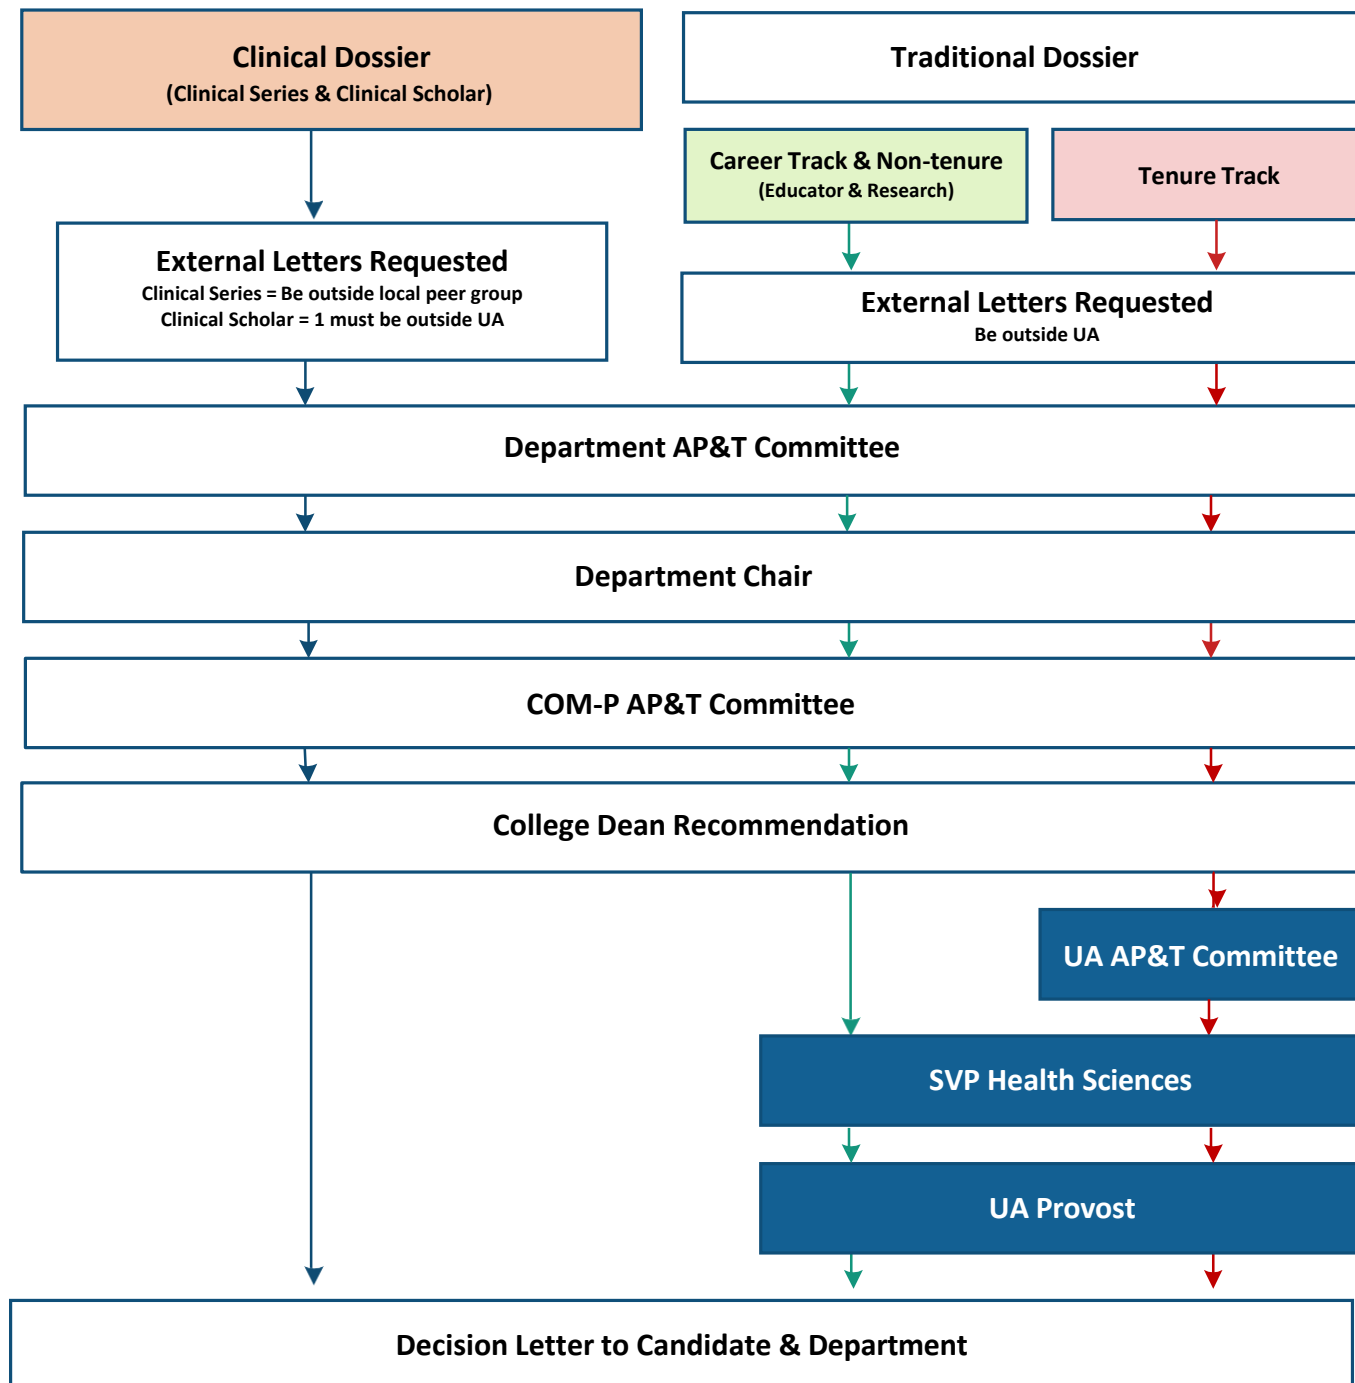 Clinical Dossier
(Clinical Series & Clinical Scholar)
Traditional Dossier
Career Track & Non-tenure
(Educator & Research)
Tenure Track
External Letters Requested
Clinical Series = Be outside local peer group
Clinical Scholar = 1 must be outside UA
External Letters Requested
Be outside UA
Department AP&T Committee
Department Chair
COM-P AP&T Committee
College Dean Recommendation
UA AP&T Committee
SVP Health Sciences
UA Provost
Decision Letter to Candidate & Department